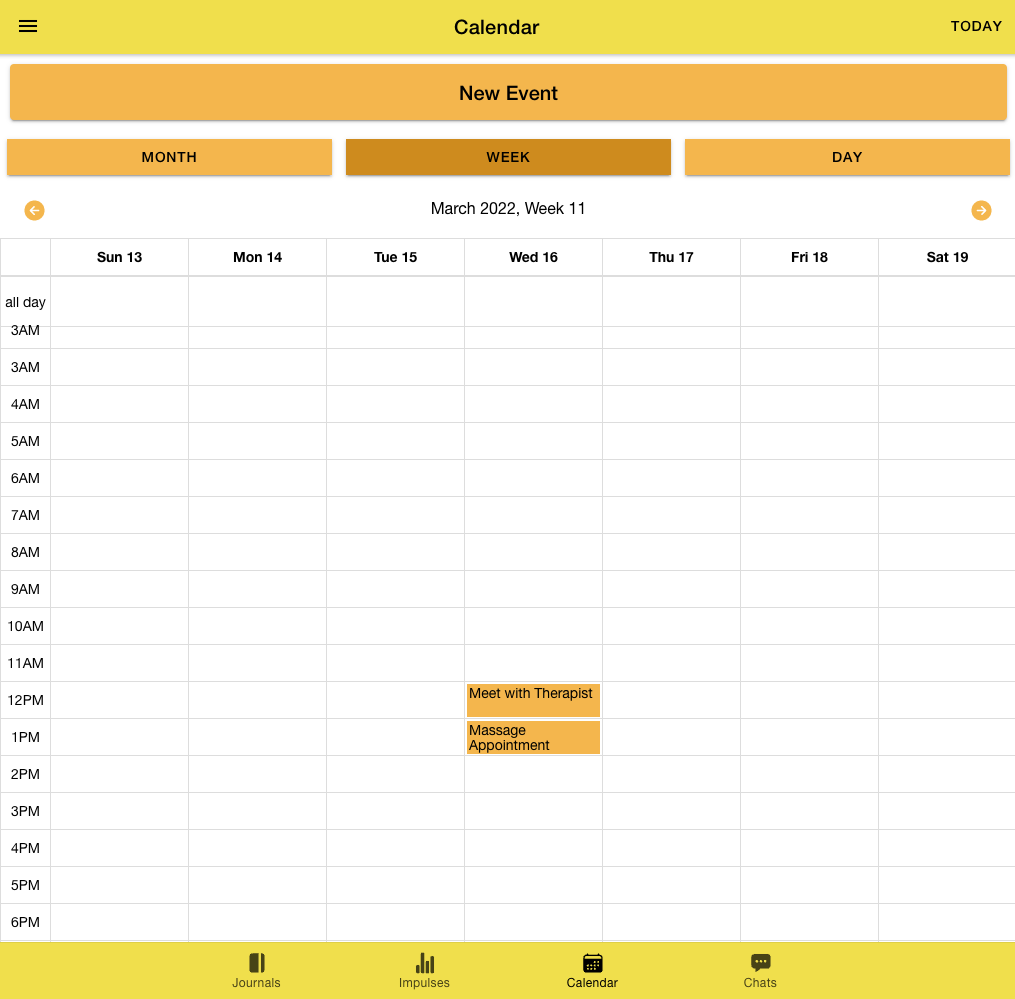 Calendar
TODAY
New Event
MONTH WEEK DAY
March 2022, Week 11
Sun 13 Mon 14 Tue 15 Wed 16 Thu 17 Fri 18 Sat 19
all day
3AM
3AM
4AM
5AM
6AM
7AM
8AM
9AM
10AM
11AM
12PM Meet with Therapist
1PM Massage
Appointment
2PM
3PM
4PM
5PM
6PM
Journals Impulses Calendar Chats